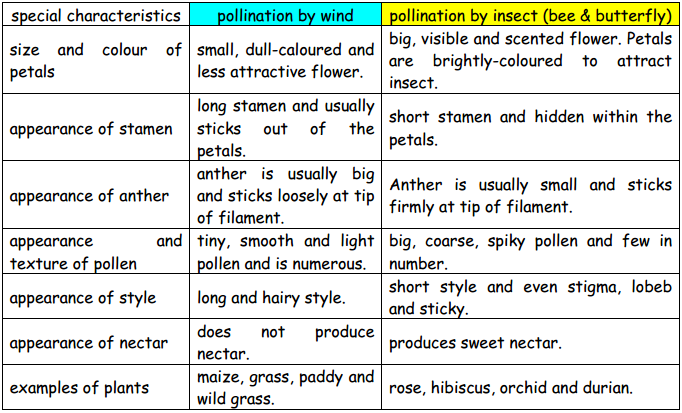 special characteristics
pollination by wind
pollination by insect (bee & butterfly)
size and colour of
petals
small, dull-caloured and
less attractive flower.
big, visible and scented flower. Petals
are brightly-coloured to attract
insect.
appearance of stamen
long stamen and usually
sticks out of the
petals.
short stamen and hidden within the
petals.
appearance of anther
anther is usually big
and sticks loosely at tip
of filament.
Anther is usually small and sticks
firmly at tip of filament.
appearance and
texture of pollen
tiny, smooth and light
pollen and is numerous.
big, coarse, spiky pollen and few in
number.
appearance of style
long and hairy style.
short style and even stigma, lobeb
and sticky.
appearance of nectar
does not produce
nectar.
produces sweet nectar.
examples of plants
maize, grass, paddy and
wild grass.
rose, hibiscus, orchid and durian.